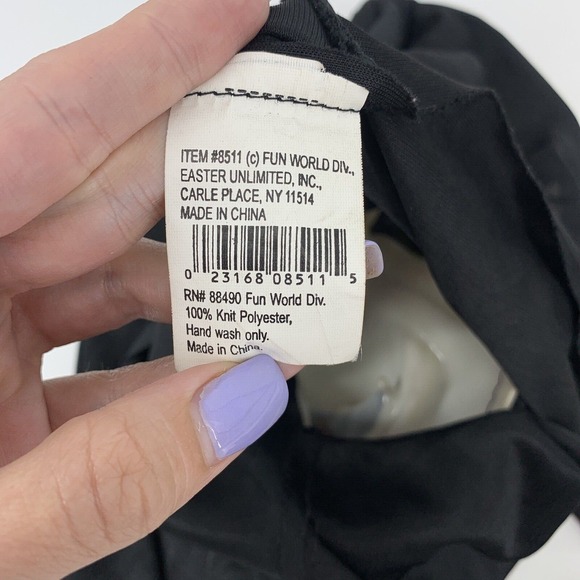 ITEM #8511 (c) FUN WORLD DIV.,
EASTER UNLIMITED, INC.,
CARLE PLACE, NY 11514
MADE IN CHINA
0 23168 08511 5
RN# 88490 Fun World Div.
100% Knit Polyester,
Hand wash only.
Made in China.